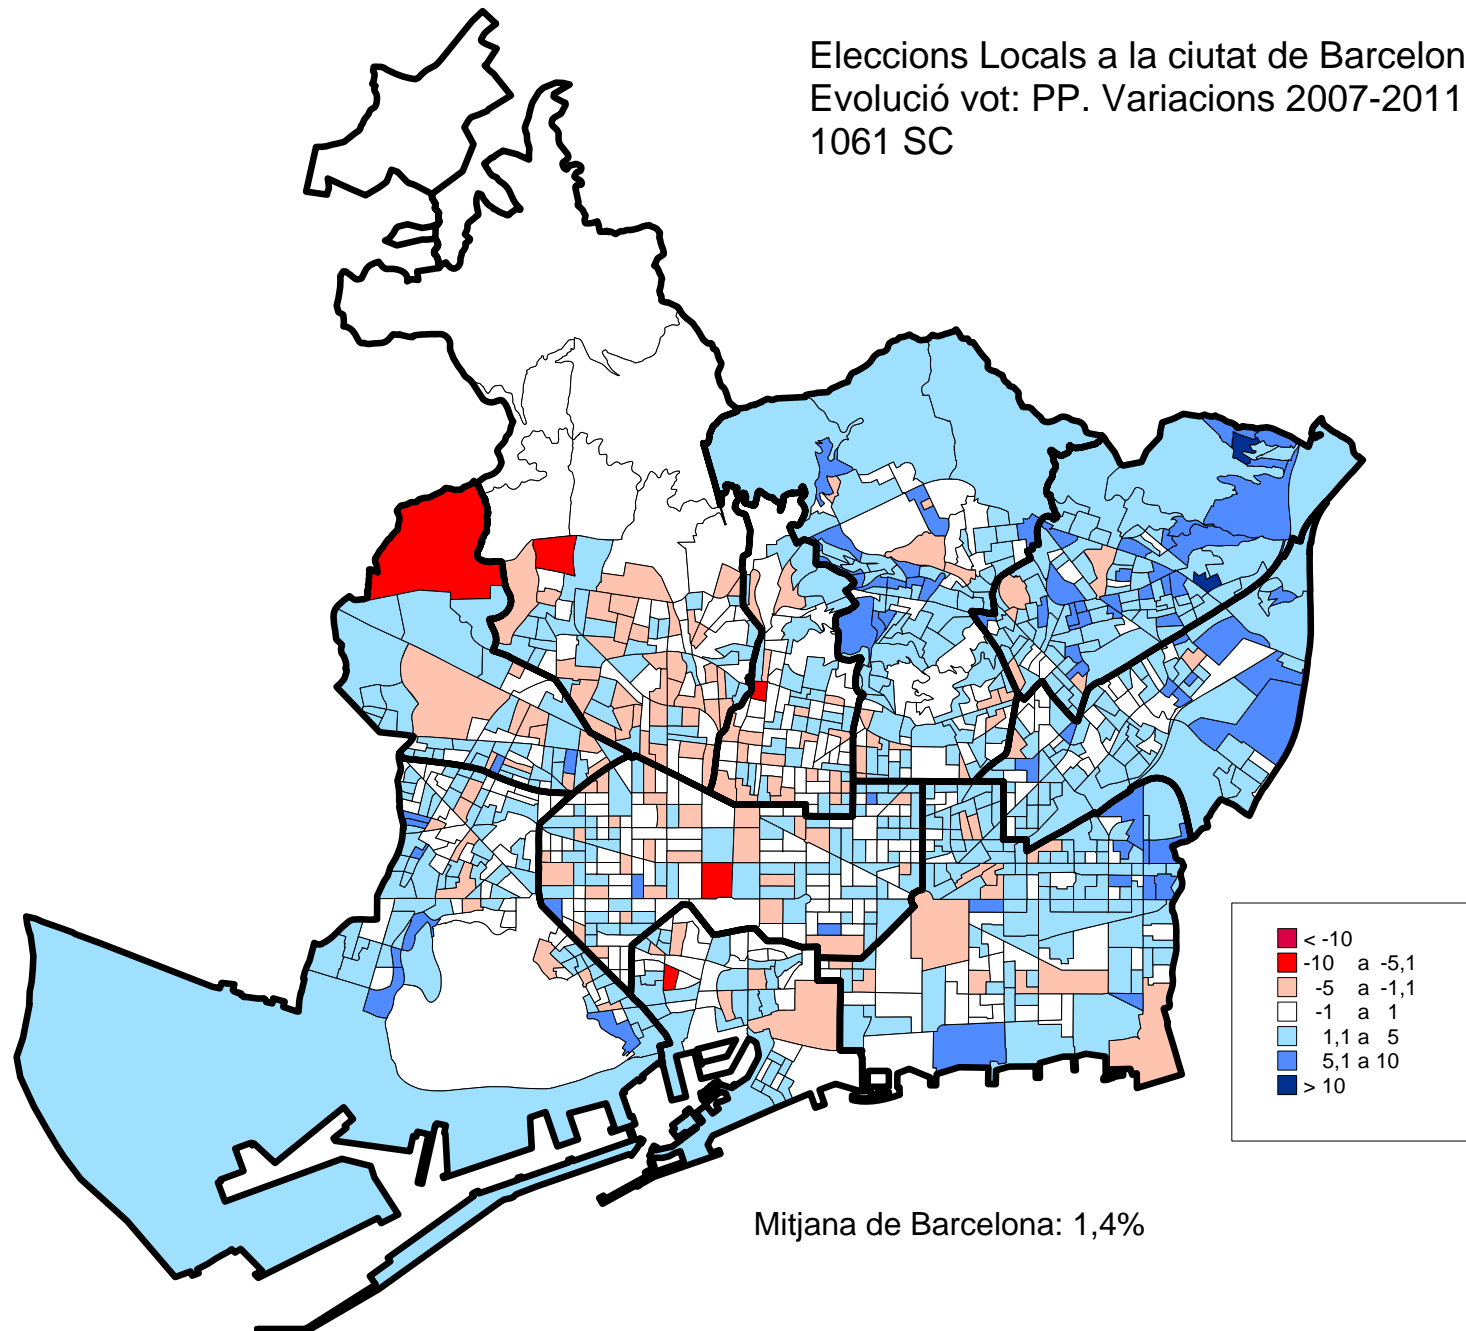 Eleccions Locals a la ciutat de Barcelon
Evolució vot: PP. Variacions 2007-2011
1061 SC
< -10
-10 a -5,1
-5 a -1,1
-1 a 1
1,1 a 5
5,1 a 10
> 10
Mitjana de Barcelona: 1,4%